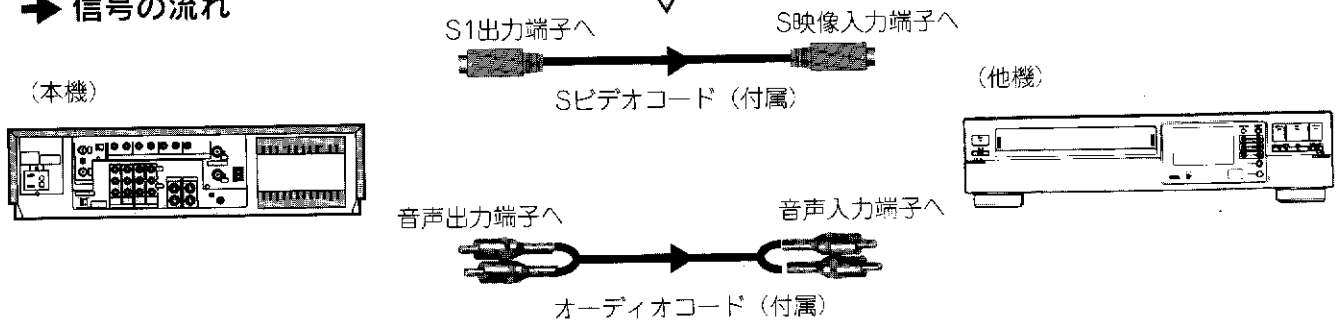 ➡ 信号の流れ
S1出力端子へ
S映像入力端子へ
Sビデオコード（付属）
（本機）
（他機）
音声出力端子へ
音声入力端子へ
オーディオコード（付属）